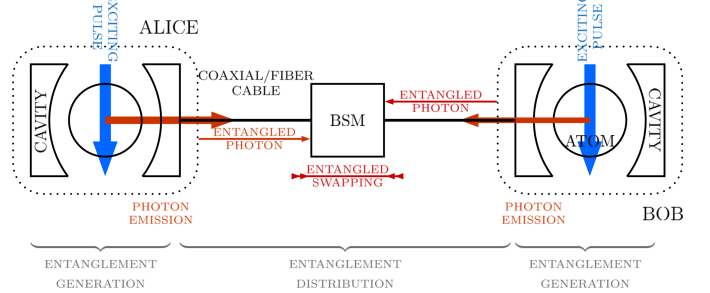 ALICE
EXCITING
PULSE
CAVITY
COAXIAL/FIBER
CABLE
ENTANGLED
PHOTON
BSM
ENTANGLED
SWAPPING
ENTANGLED
PHOTON
EXCITING
PULSE
ATOM
CAVITY
BOB
PHOTON
EMISSION
PHOTON
EMISSION
ENTANGLEMENT
GENERATION
ENTANGLEMENT
DISTRIBUTION
ENTANGLEMENT
GENERATION